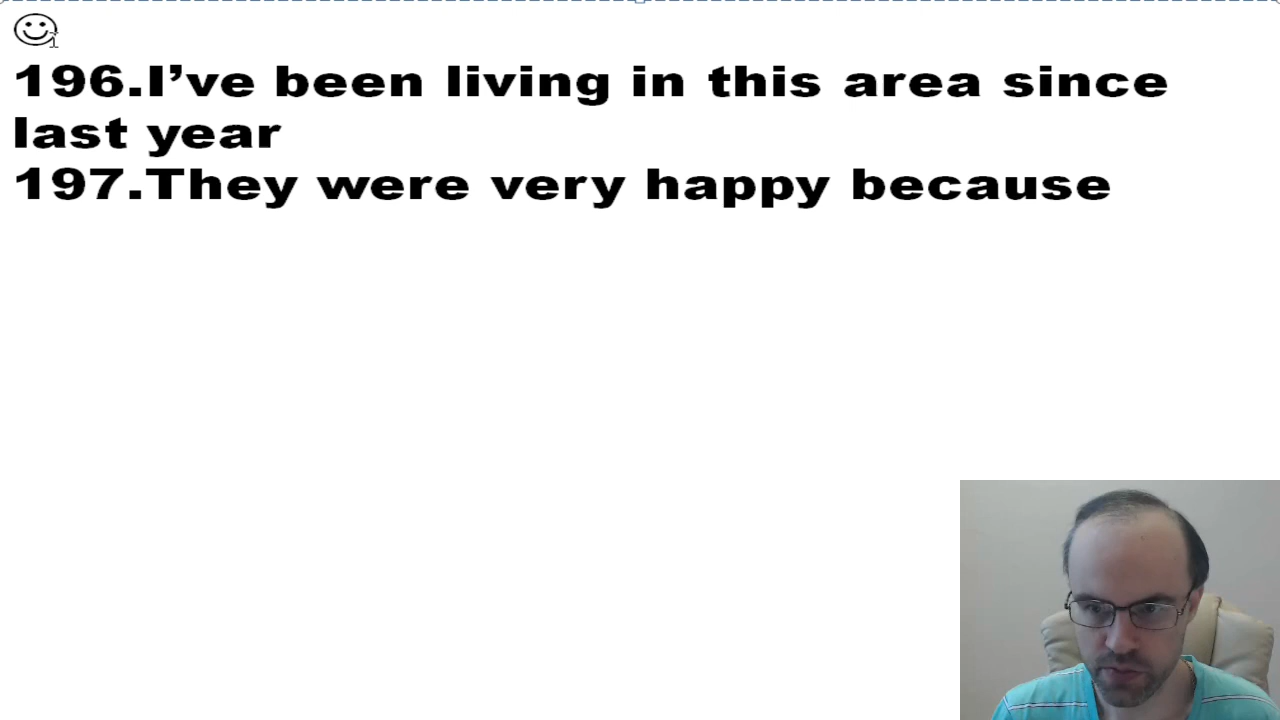 196.I’ve been living in this area since
last year
197.They were very happy because